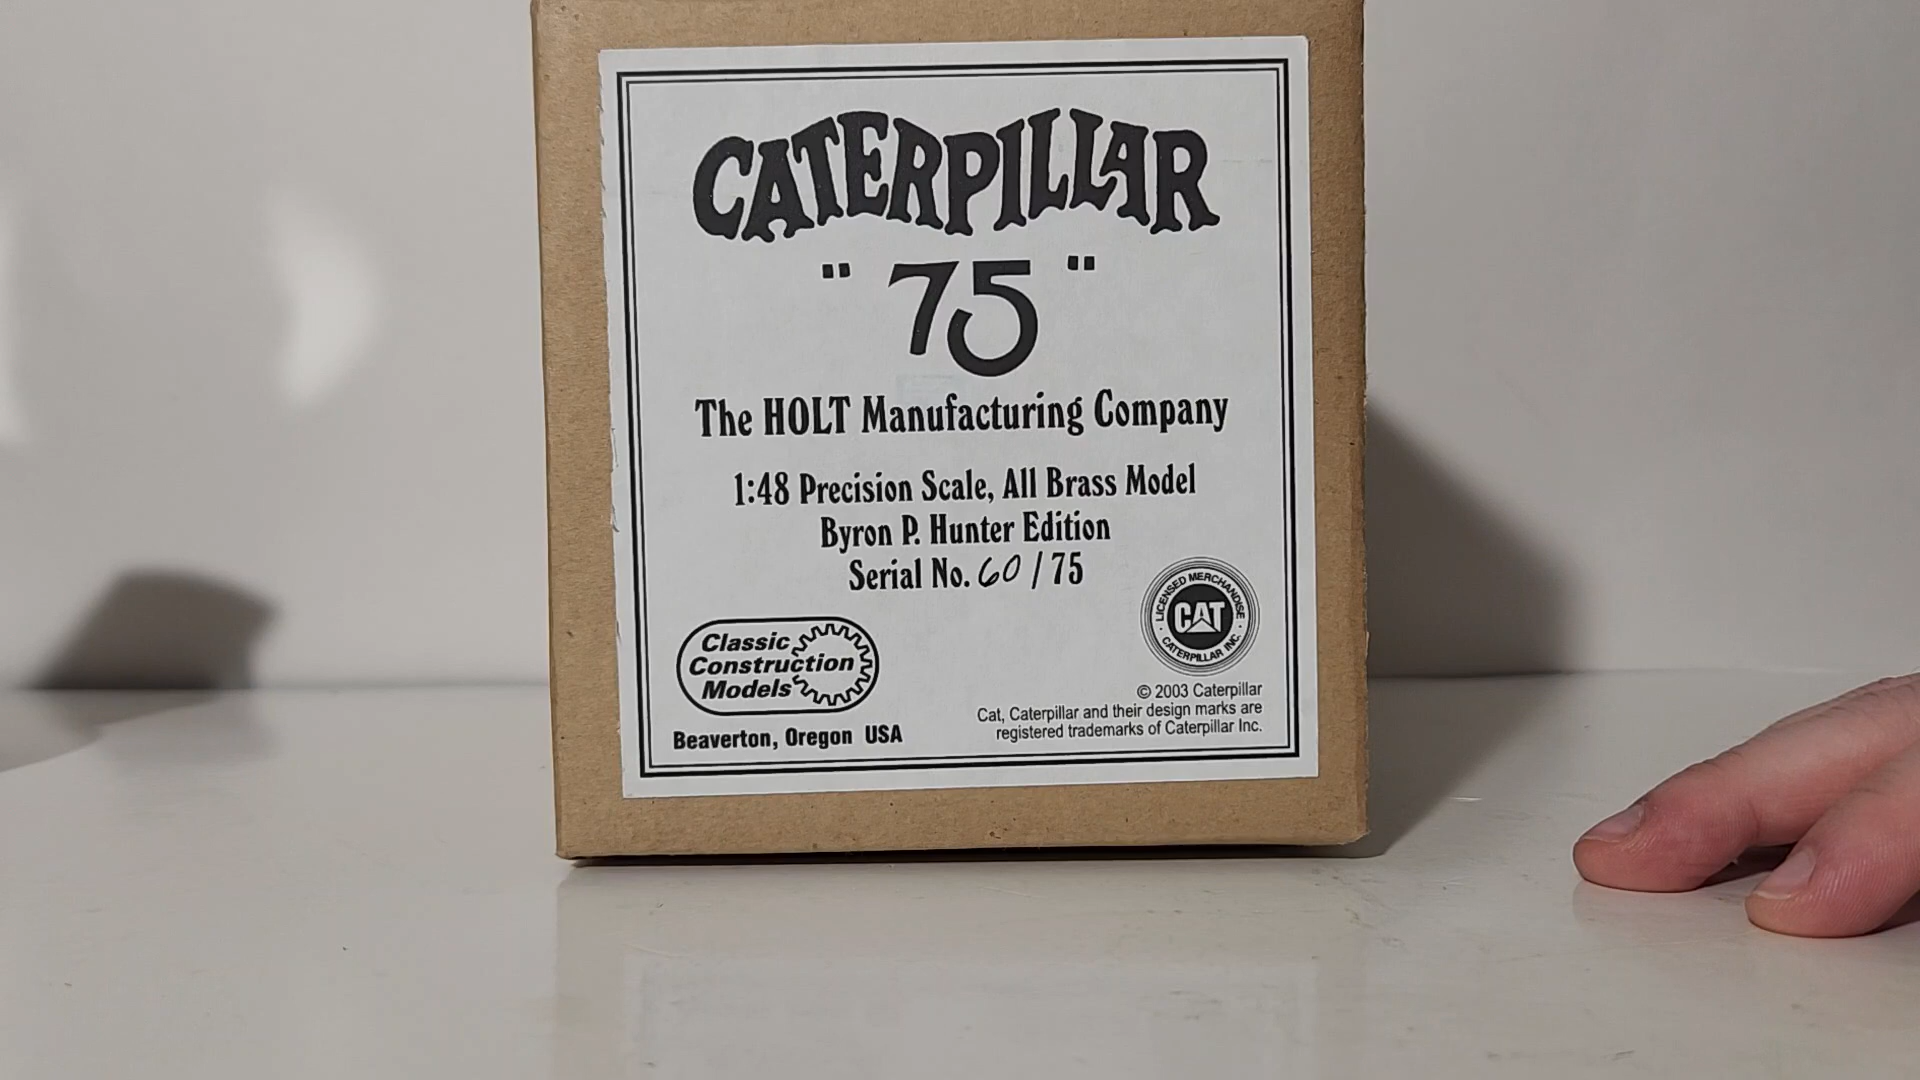 CATERPILLAR
"75"
The HOLT Manufacturing Company
1:48 Precision Scale, All Brass Model
Byron P. Hunter Edition
Serial No. 60 / 75
Classic
Construction
Models
Beaverton, Oregon USA
LICENSED MERCHANDISE
CAT
CATERPILLAR INC.
© 2003 Caterpillar
Cat, Caterpillar and their design marks are
registered trademarks of Caterpillar Inc.